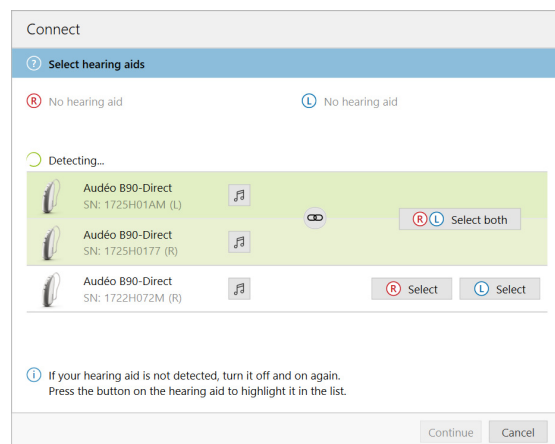 Connect
? Select hearing aids
R No hearing aid
L No hearing aid
Detecting...
Audéo B90-Direct
SN: 1725H01AM (L)
R L Select both
Audéo B90-Direct
SN: 1725H0177 (R)
Audéo B90-Direct
SN: 1722H072M (R)
R Select
L Select
i If your hearing aid is not detected, turn it off and on again.
Press the button on the hearing aid to highlight it in the list.
Continue
Cancel